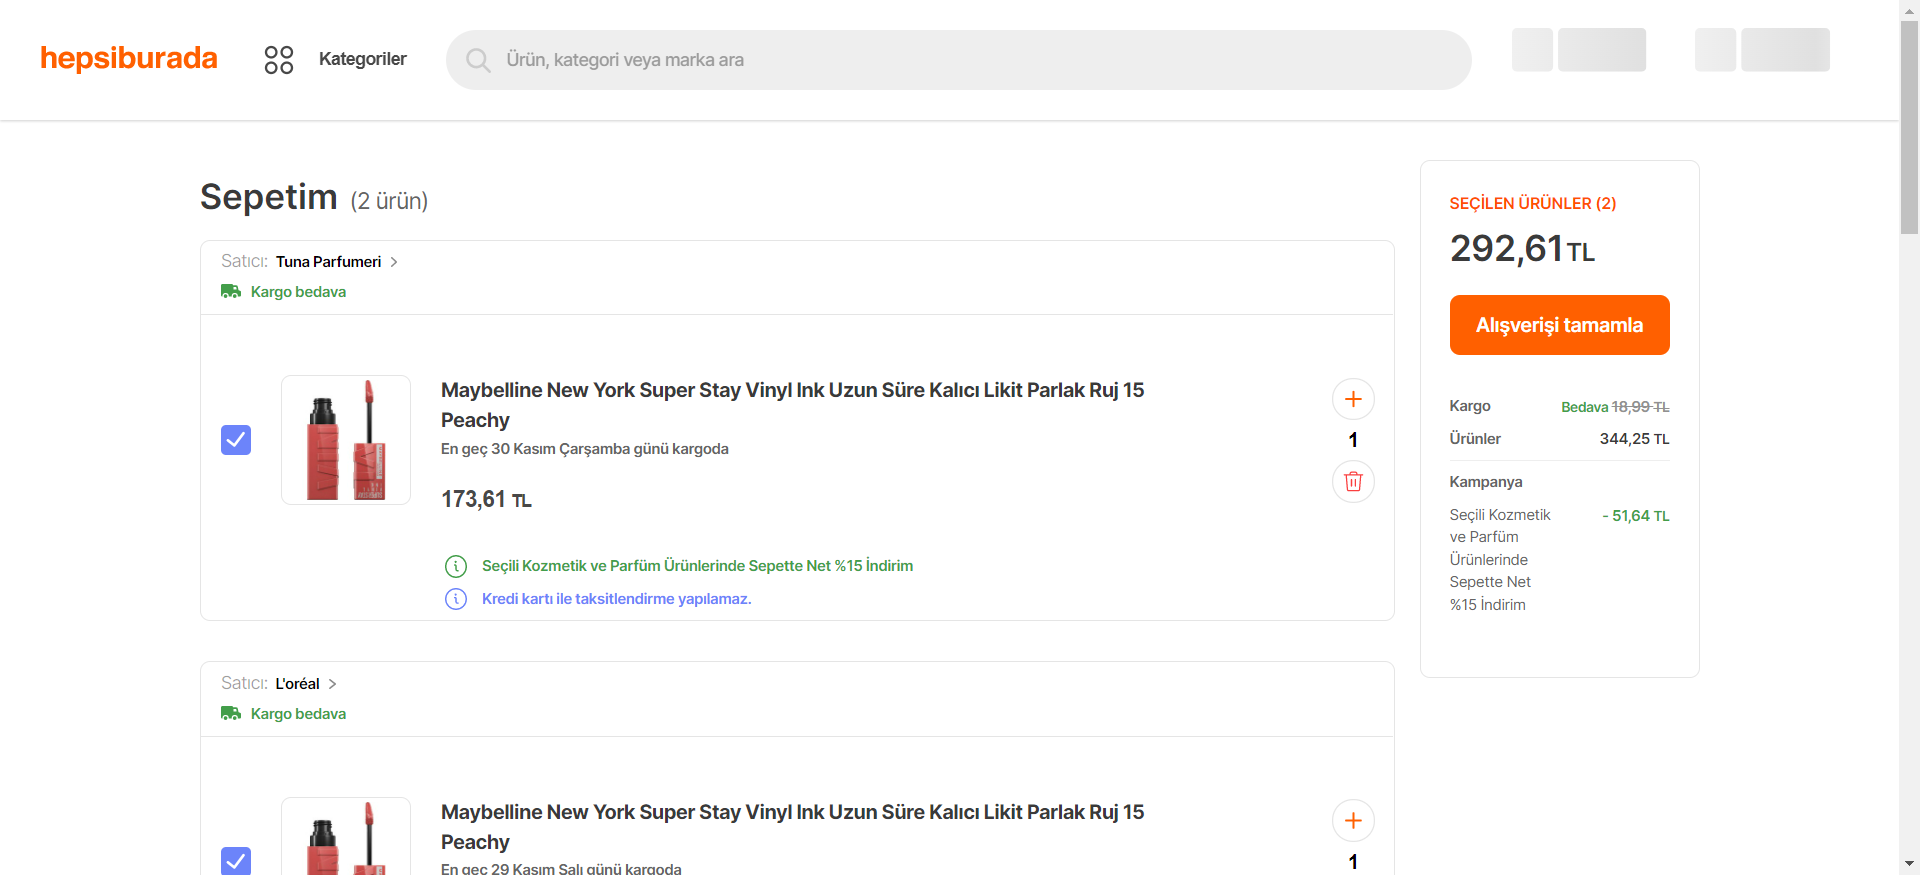 hepsiburada
Kategoriler
Ürün, kategori veya marka ara
Sepetim (2 ürün)
Satıcı: Tuna Parfumeri
Kargo bedava
Maybelline New York Super Stay Vinyl Ink Uzun Süre Kalıcı Likit Parlak Ruj 15
Peachy
En geç 30 Kasım Çarşamba günü kargoda
1
173,61 TL
Seçili Kozmetik ve Parfüm Ürünlerinde Sepette Net %15 İndirim
Kredi kartı ile taksitlendirme yapılamaz.
Satıcı: L'oréal
Kargo bedava
Maybelline New York Super Stay Vinyl Ink Uzun Süre Kalıcı Likit Parlak Ruj 15
Peachy
En geç 29 Kasım Salı günü kargoda
1
SEÇİLEN ÜRÜNLER (2)
292,61 TL
Alışverişi tamamla
Kargo Bedava 18,99 TL
Ürünler 344,25 TL
Kampanya
Seçili Kozmetik - 51,64 TL
ve Parfüm
Ürünlerinde
Sepette Net
%15 İndirim